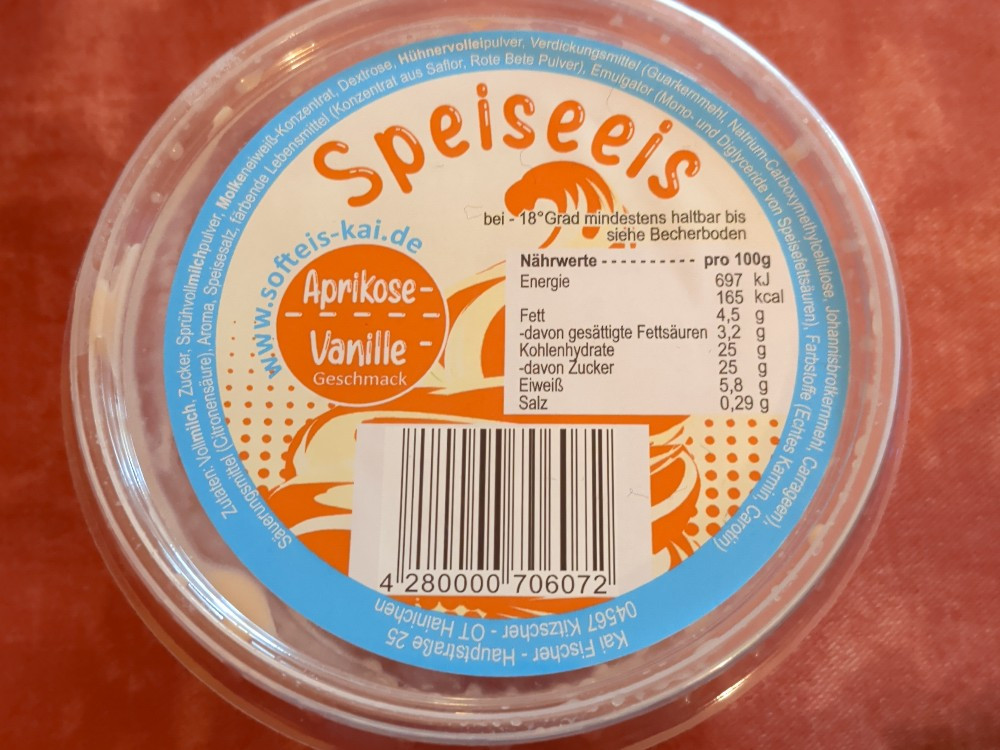 Zutaten: Vollmilch, Zucker, Sprühvollmilchpulver, Molkeneiweiß-Konzentrat, Dextrose, Hühnervolleipulver, Verdickungsmittel (Guarkernmehl, Natrium-Carboxymethylcellulose, Johannisbrotkernmehl, Carrageen),
Säuerungsmittel (Citronensäure), Aroma, Speisesalz, färbende Lebensmittel (Konzentrat aus Saflor, Rote Bete Pulver), Emulgator (Mono- und Diglyceride von Speisefettsäuren), Farbstoffe (Echtes Karmin, Carotin)
Speiseeis
www.softeis-kai.de
bei - 18°Grad mindestens haltbar bis
siehe Becherboden
Aprikose-
Vanille -
Geschmack
Nährwerte - - - - - - - - - - - pro 100g
Energie 697 kJ
165 kcal
Fett 4,5 g
-davon gesättigte Fettsäuren 3,2 g
Kohlenhydrate 25 g
-davon Zucker 25 g
Eiweiß 5,8 g
Salz 0,29 g
4 280000 706072
Kai Fischer - Hauptstraße 25
04567 Kitzscher - OT Hainichen